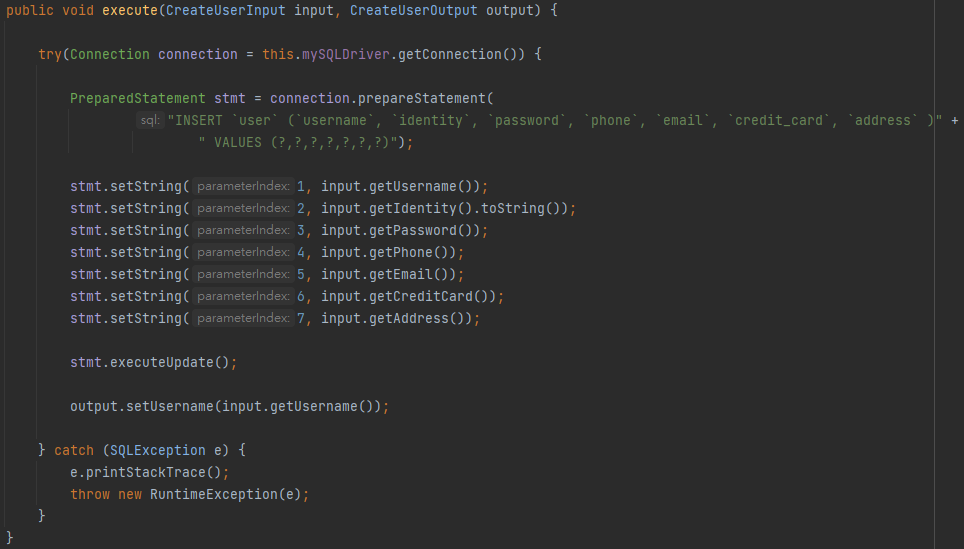 public void execute(CreateUserInput input, CreateUserOutput output) {
try(Connection connection = this.mySQLDriver.getConnection()) {
PreparedStatement stmt = connection.prepareStatement(
sql: "INSERT `user` (`username`, `identity`, `password`, `phone`, `email`, `credit_card`, `address` )" +
" VALUES (?,?,?,?,?,?,?)");
stmt.setString( parameterIndex: 1, input.getUsername());
stmt.setString( parameterIndex: 2, input.getIdentity().toString());
stmt.setString( parameterIndex: 3, input.getPassword());
stmt.setString( parameterIndex: 4, input.getPhone());
stmt.setString( parameterIndex: 5, input.getEmail());
stmt.setString( parameterIndex: 6, input.getCreditCard());
stmt.setString( parameterIndex: 7, input.getAddress());
stmt.executeUpdate();
output.setUsername(input.getUsername());
} catch (SQLException e) {
e.printStackTrace();
throw new RuntimeException(e);
}
}